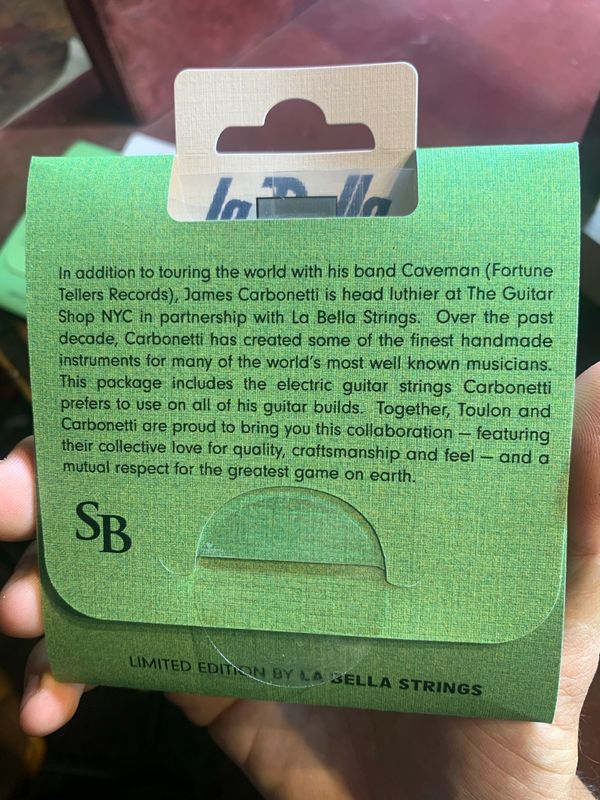 la Bella
In addition to touring the world with his band Caveman (Fortune
Tellers Records), James Carbonetti is head luthier at The Guitar
Shop NYC in partnership with La Bella Strings. Over the past
decade, Carbonetti has created some of the finest handmade
instruments for many of the world's most well known musicians.
This package includes the electric guitar strings Carbonetti
prefers to use on all of his guitar builds. Together, Toulon and
Carbonetti are proud to bring you this collaboration — featuring
their collective love for quality, craftsmanship and feel — and a
mutual respect for the greatest game on earth.
SB
LIMITED EDITION BY LA BELLA STRINGS